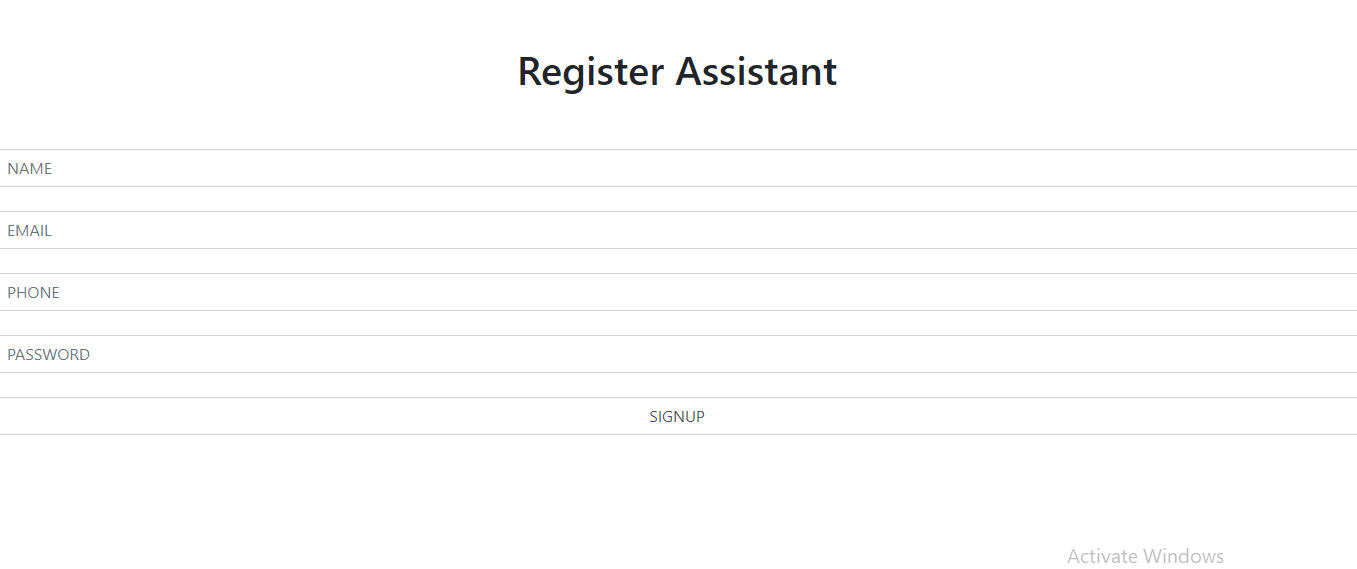 Register Assistant
NAME
EMAIL
PHONE
PASSWORD
SIGNUP
Activate Windows